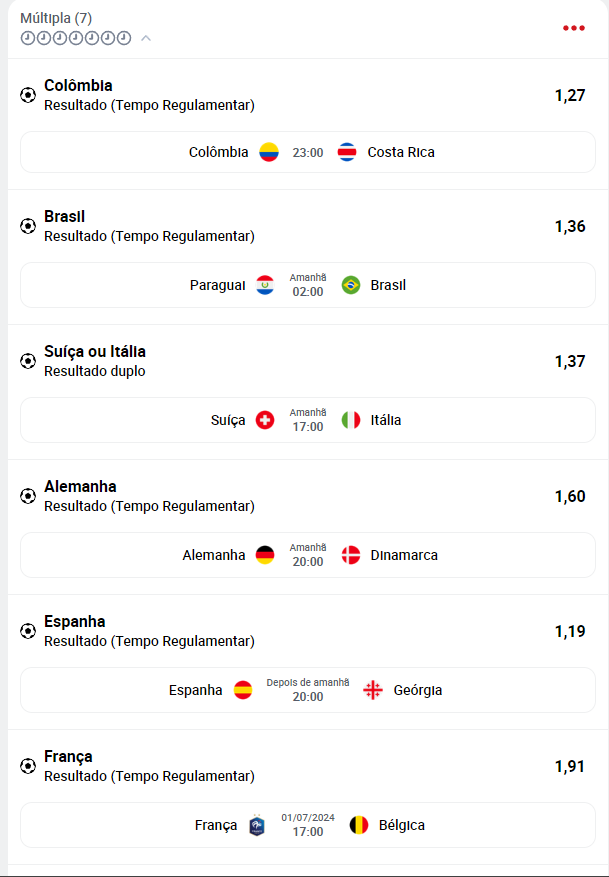 Múltipla (7)
Colômbia
Resultado (Tempo Regulamentar)
1,27
Colômbia 23:00 Costa Rica
Brasil
Resultado (Tempo Regulamentar)
1,36
Amanhã
Paraguai 02:00 Brasil
Suíça ou Itália
Resultado duplo
1,37
Amanhã
Suíça 17:00 Itália
Alemanha
Resultado (Tempo Regulamentar)
1,60
Amanhã
Alemanha 20:00 Dinamarca
Espanha
Resultado (Tempo Regulamentar)
1,19
Depois de amanhã
Espanha 20:00 Geórgia
França
Resultado (Tempo Regulamentar)
1,91
01/07/2024
França 17:00 Bélgica